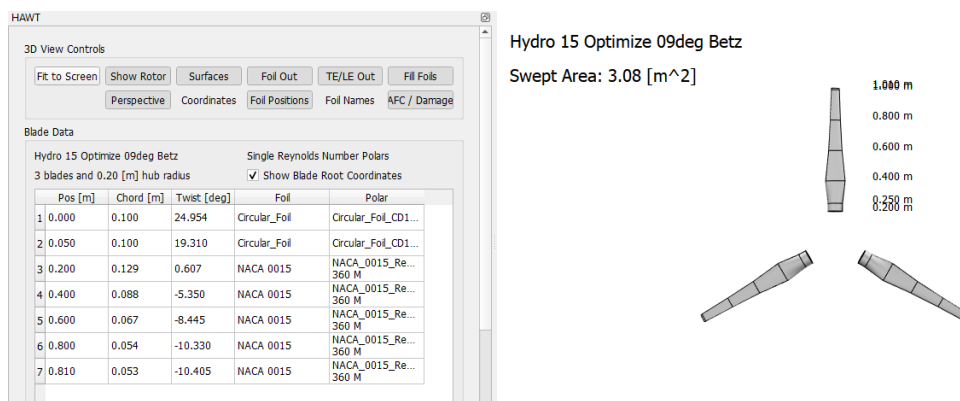 HAWT
3D View Controls
Fit to Screen Show Rotor Surfaces Foil Out TE/LE Out Fill Foils
Perspective Coordinates Foil Positions Foil Names AFC / Damage
Blade Data
Hydro 15 Optimize 09deg Betz Single Reynolds Number Polars
3 blades and 0.20 [m] hub radius Show Blade Root Coordinates
Pos [m] Chord [m] Twist [deg] Foil Polar
1 0.000 0.100 24.954 Circular_Foil Circular_Foil_CD1...
2 0.050 0.100 19.310 Circular_Foil Circular_Foil_CD1...
3 0.200 0.129 0.607 NACA 0015 NACA_0015_Re... 360 M
4 0.400 0.088 -5.350 NACA 0015 NACA_0015_Re... 360 M
5 0.600 0.067 -8.445 NACA 0015 NACA_0015_Re... 360 M
6 0.800 0.054 -10.330 NACA 0015 NACA_0015_Re... 360 M
7 0.810 0.053 -10.405 NACA 0015 NACA_0015_Re... 360 M
Hydro 15 Optimize 09deg Betz
Swept Area: 3.08 [m^2]
0.800 m
0.600 m
0.400 m
0.250 m
0.200 m